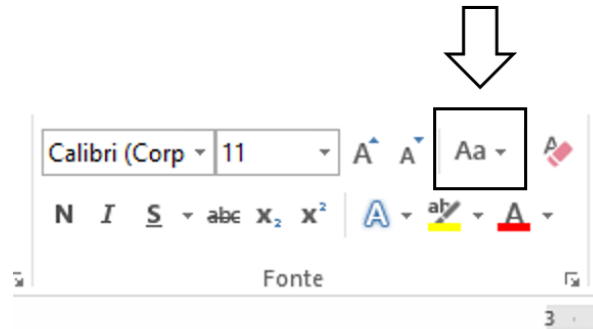 Calibri (Corp 11 A A Aa A
N I S abc X₂ X² A ab A
Fonte
3